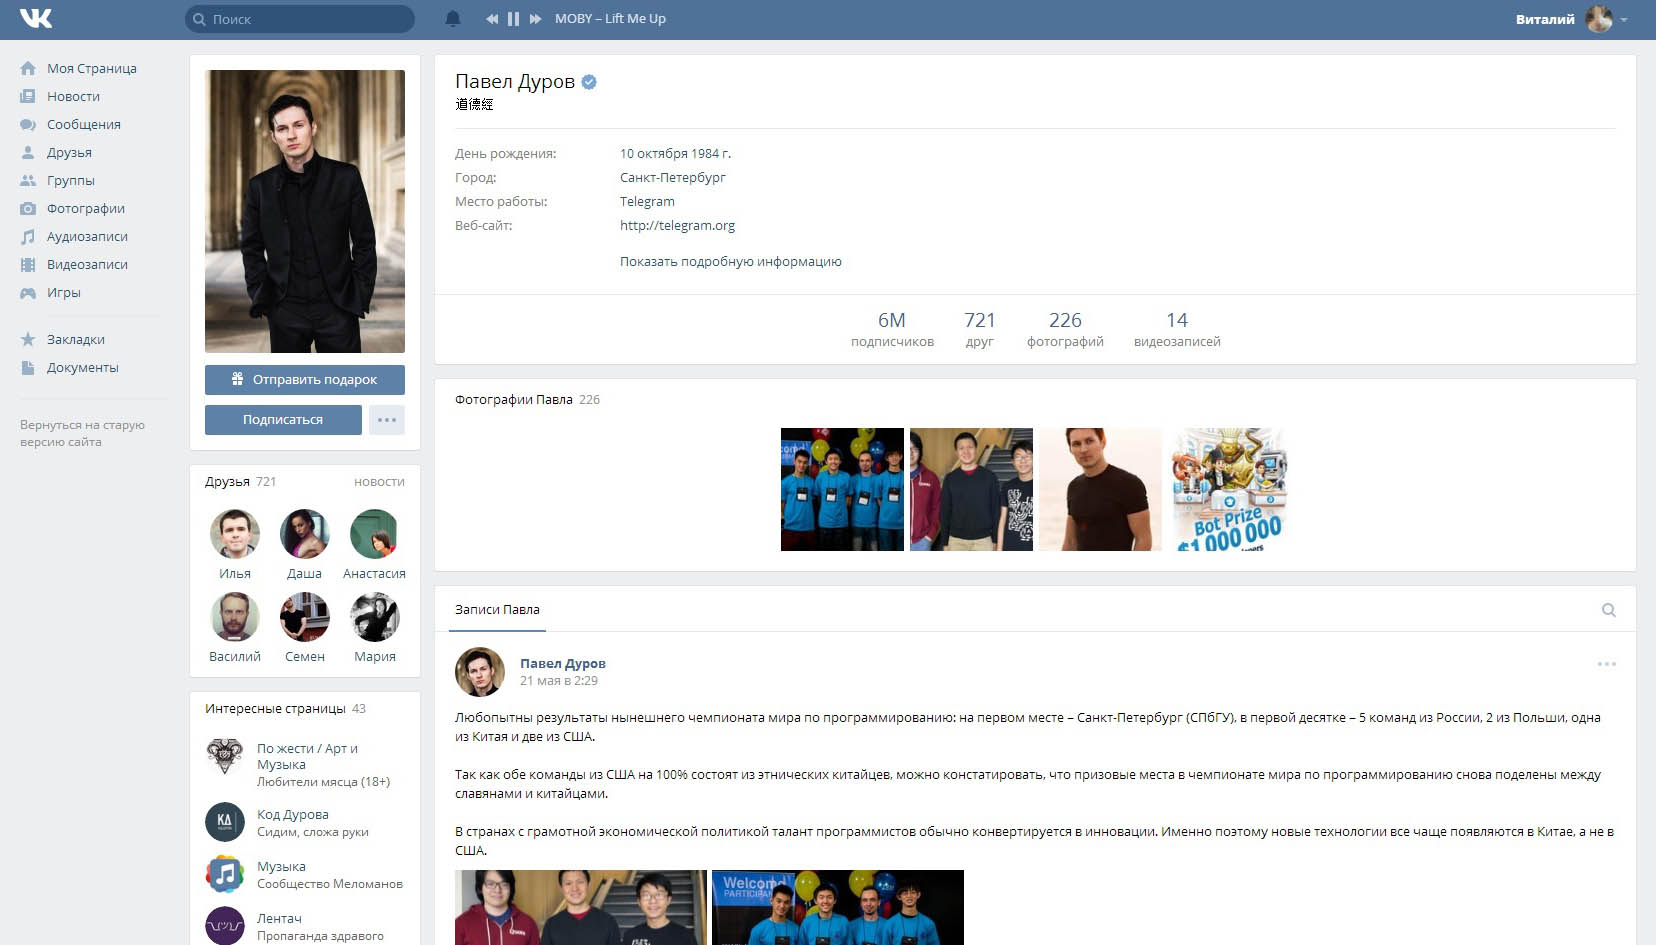 Поиск
MOBY – Lift Me Up
Виталий
Моя Страница
Новости
Сообщения
Друзья
Группы
Фотографии
Аудиозаписи
Видеозаписи
Игры
Закладки
Документы
Вернуться на старую
версию сайта
Отправить подарок
Подписаться
Друзья 721
новости
Илья
Даша
Анастасия
Василий
Семен
Мария
Интересные страницы 43
По жести / Арт и
Музыка
Любители мясца (18+)
КД
Код Дурова
Сидим, сложа руки
Музыка
Сообщество Меломанов
Лентач
Пропаганда здравого
Павел Дуров
道德經
День рождения: 10 октября 1984 г.
Город: Санкт-Петербург
Место работы: Telegram
Веб-сайт: http://telegram.org
Показать подробную информацию
6M
подписчиков
721
друг
226
фотографий
14
видеозаписей
Фотографии Павла 226
Bot Prize
$1 000 000
Записи Павла
Павел Дуров
21 мая в 2:29
Любопытны результаты нынешнего чемпионата мира по программированию: на первом месте – Санкт-Петербург (СПбГУ), в первой десятке – 5 команд из России, 2 из Польши, одна
из Китая и две из США.
Так как обе команды из США на 100% состоят из этнических китайцев, можно констатировать, что призовые места в чемпионате мира по программированию снова поделены между
славянами и китайцами.
В странах с грамотной экономической политикой талант программистов обычно конвертируется в инновации. Именно поэтому новые технологии все чаще появляются в Китае, а не в
США.